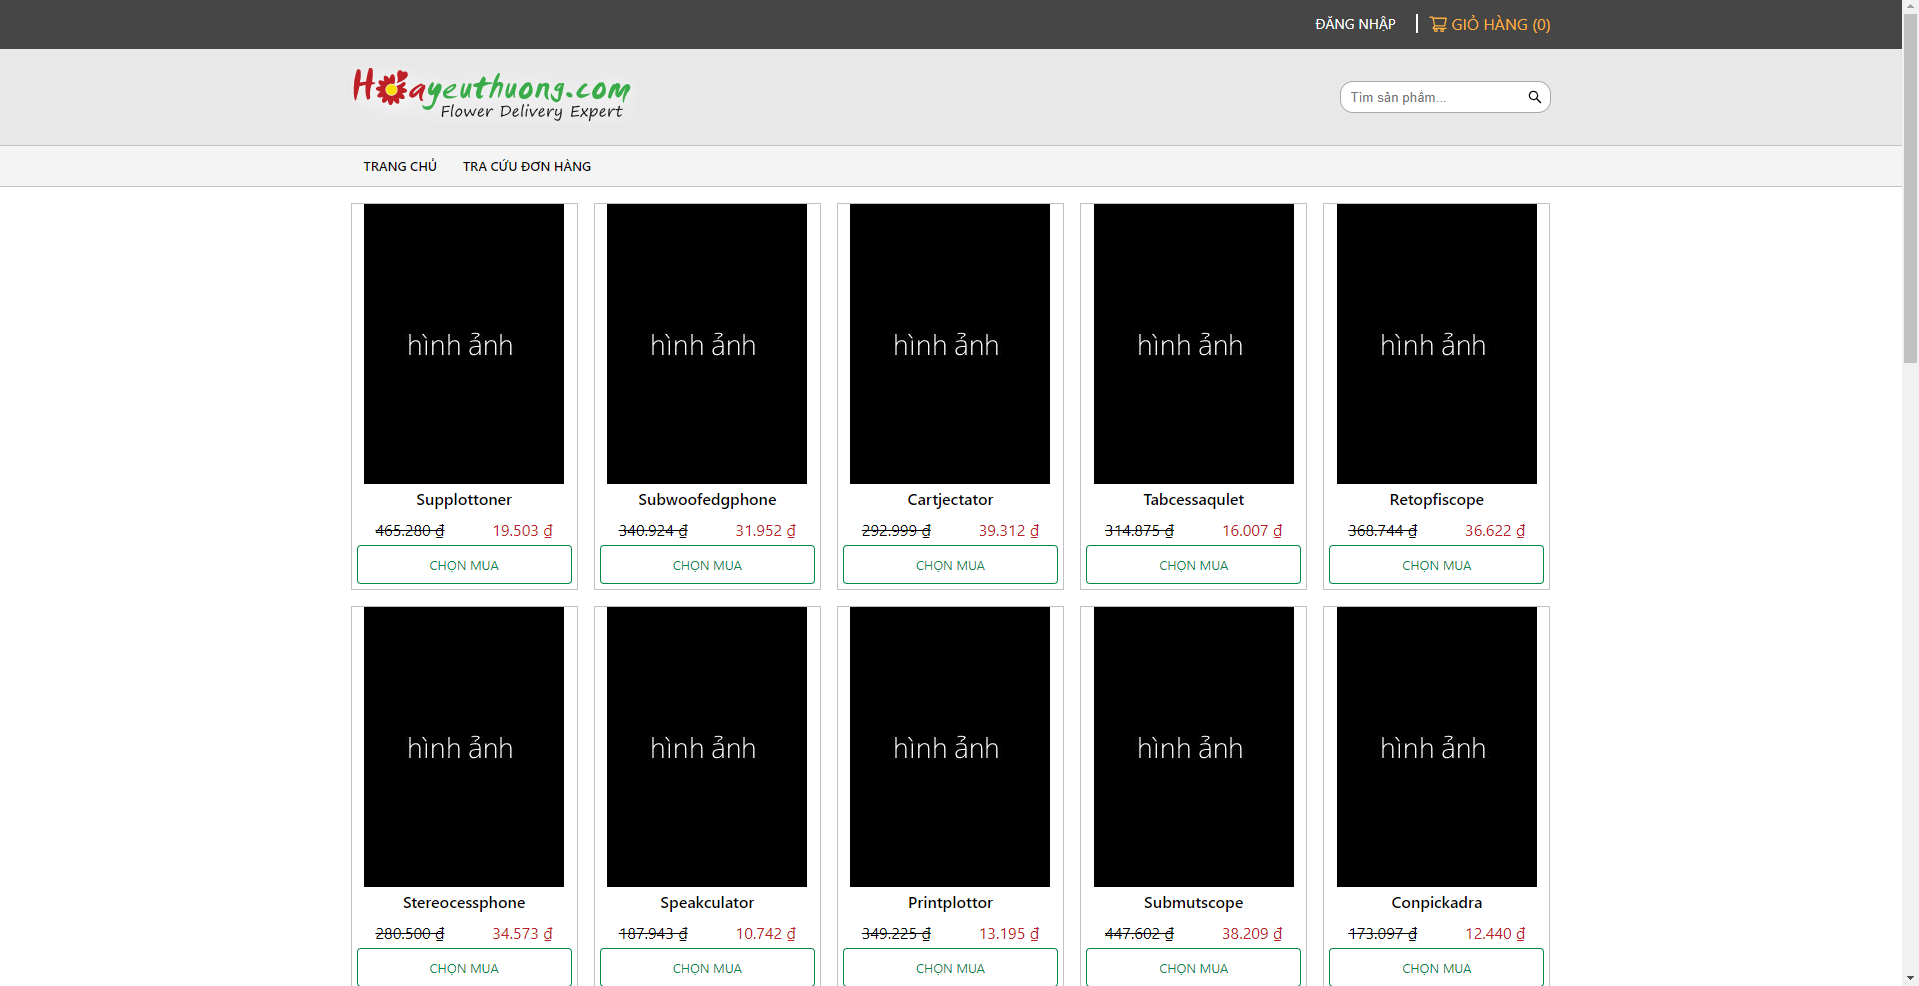 ĐĂNG NHẬP GIỎ HÀNG (0)
Hoayeuthuong.com
Flower Delivery Expert
Tìm sản phẩm...
TRANG CHỦ TRA CỨU ĐƠN HÀNG
hình ảnh hình ảnh hình ảnh hình ảnh hình ảnh
Supplottoner Subwoofedgphone Cartjectator Tabcessaqulet Retopfiscope
465.280 ₫ 19.503 ₫ 340.924 ₫ 31.952 ₫ 292.999 ₫ 39.312 ₫ 314.875 ₫ 16.007 ₫ 368.744 ₫ 36.622 ₫
CHỌN MUA CHỌN MUA CHỌN MUA CHỌN MUA CHỌN MUA
hình ảnh hình ảnh hình ảnh hình ảnh hình ảnh
Stereocessphone Speakculator Printplottor Submutscope Conpickadra
280.500 ₫ 34.573 ₫ 187.943 ₫ 10.742 ₫ 349.225 ₫ 13.195 ₫ 447.602 ₫ 38.209 ₫ 173.097 ₫ 12.440 ₫
CHỌN MUA CHỌN MUA CHỌN MUA CHỌN MUA CHỌN MUA